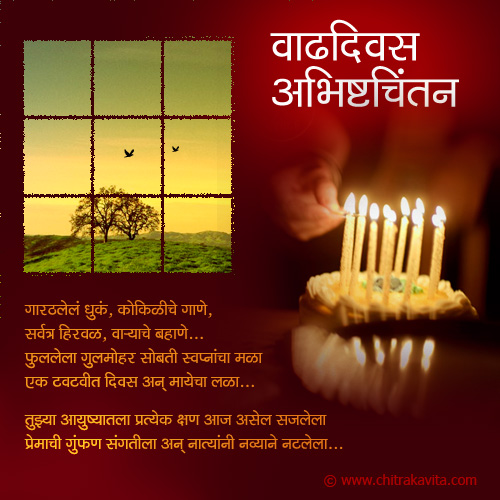 वाढदिवस
अभिष्टचिंतन
गारठलेलं धुकं, कोकिळीचे गाणे,
सर्वत्र हिरवळ, वाऱ्याचे बहाणे...
फुललेला गुलमोहर सोबती स्वप्नांचा मळा
एक टवटवीत दिवस अन् मायेचा लळा...
तुझ्या आयुष्यातला प्रत्येक क्षण आज असेल सजलेला
प्रेमाची गुंफण संगतीला अन् नात्यांनी नव्याने नटलेला...
© www.chitrakavita.com